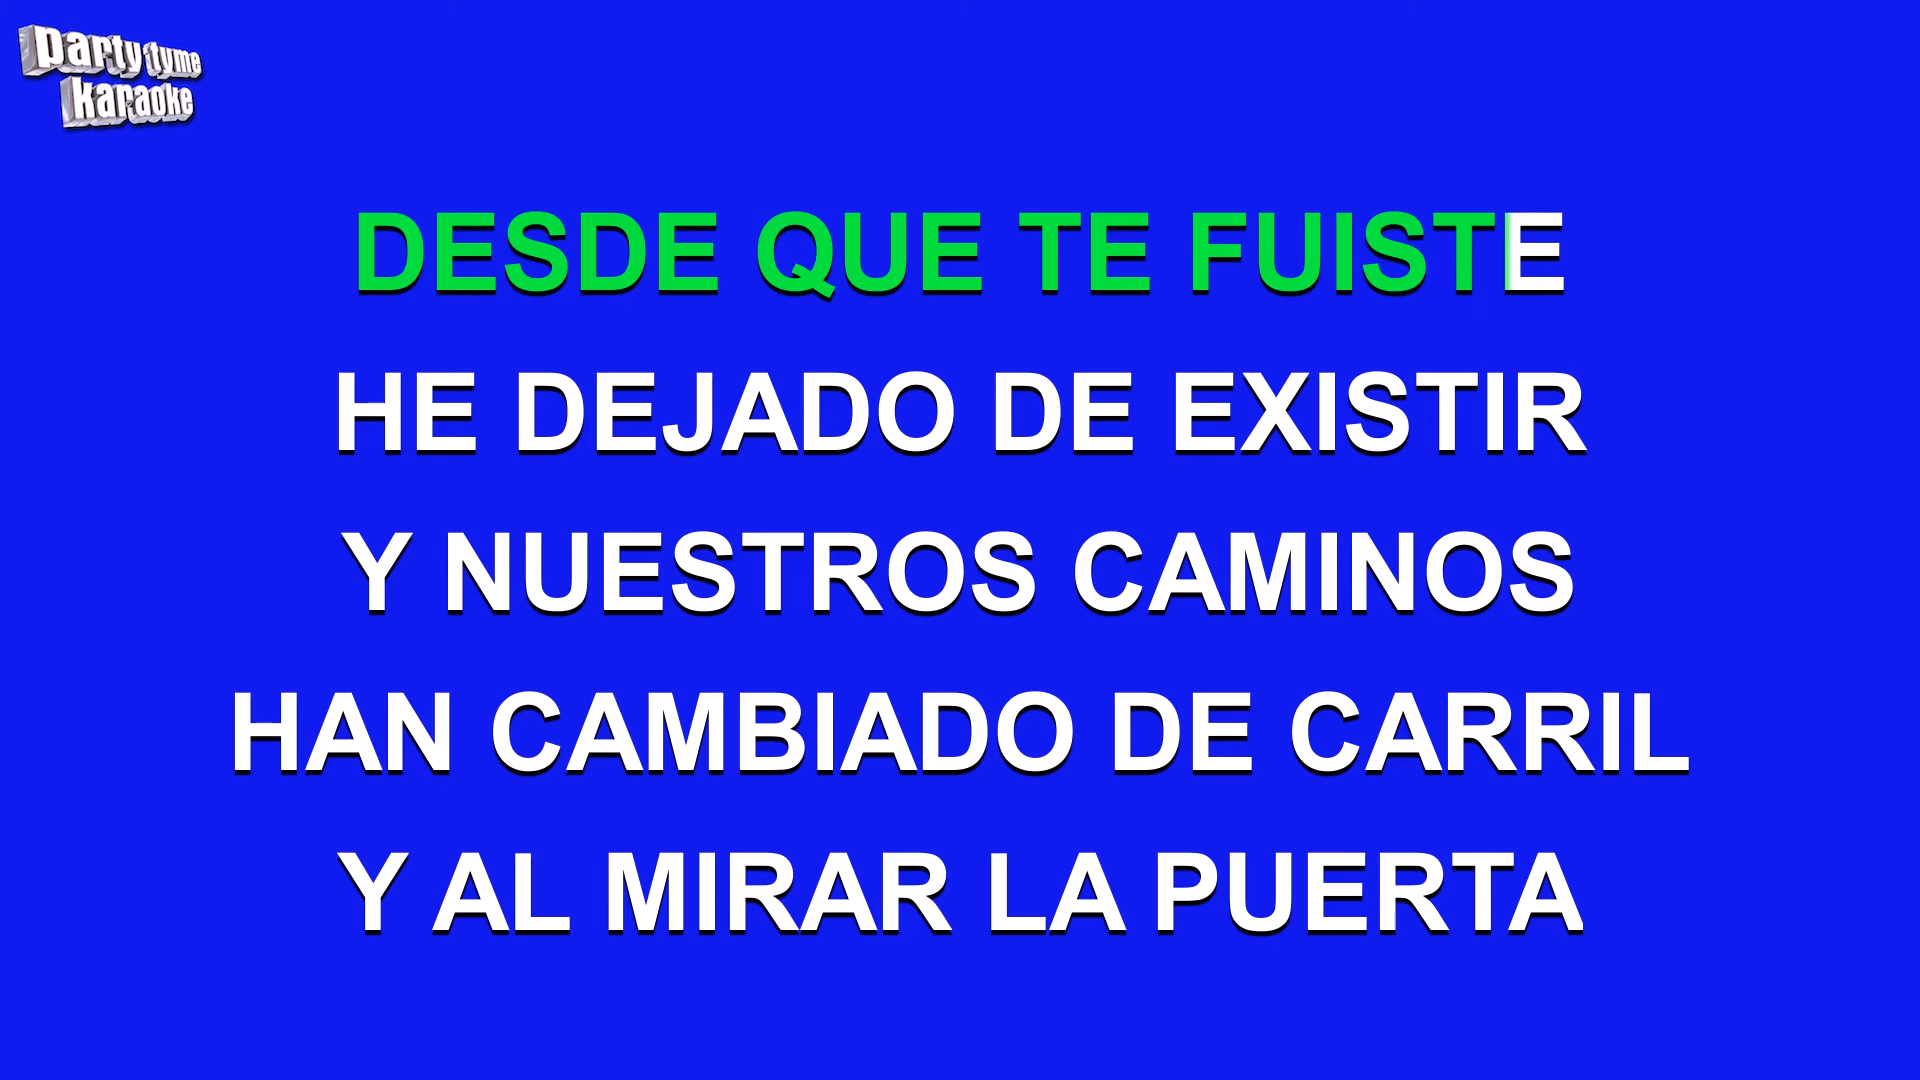 party tyme
karaoke
DESDE QUE TE FUISTE
HE DEJADO DE EXISTIR
Y NUESTROS CAMINOS
HAN CAMBIADO DE CARRIL
Y AL MIRAR LA PUERTA